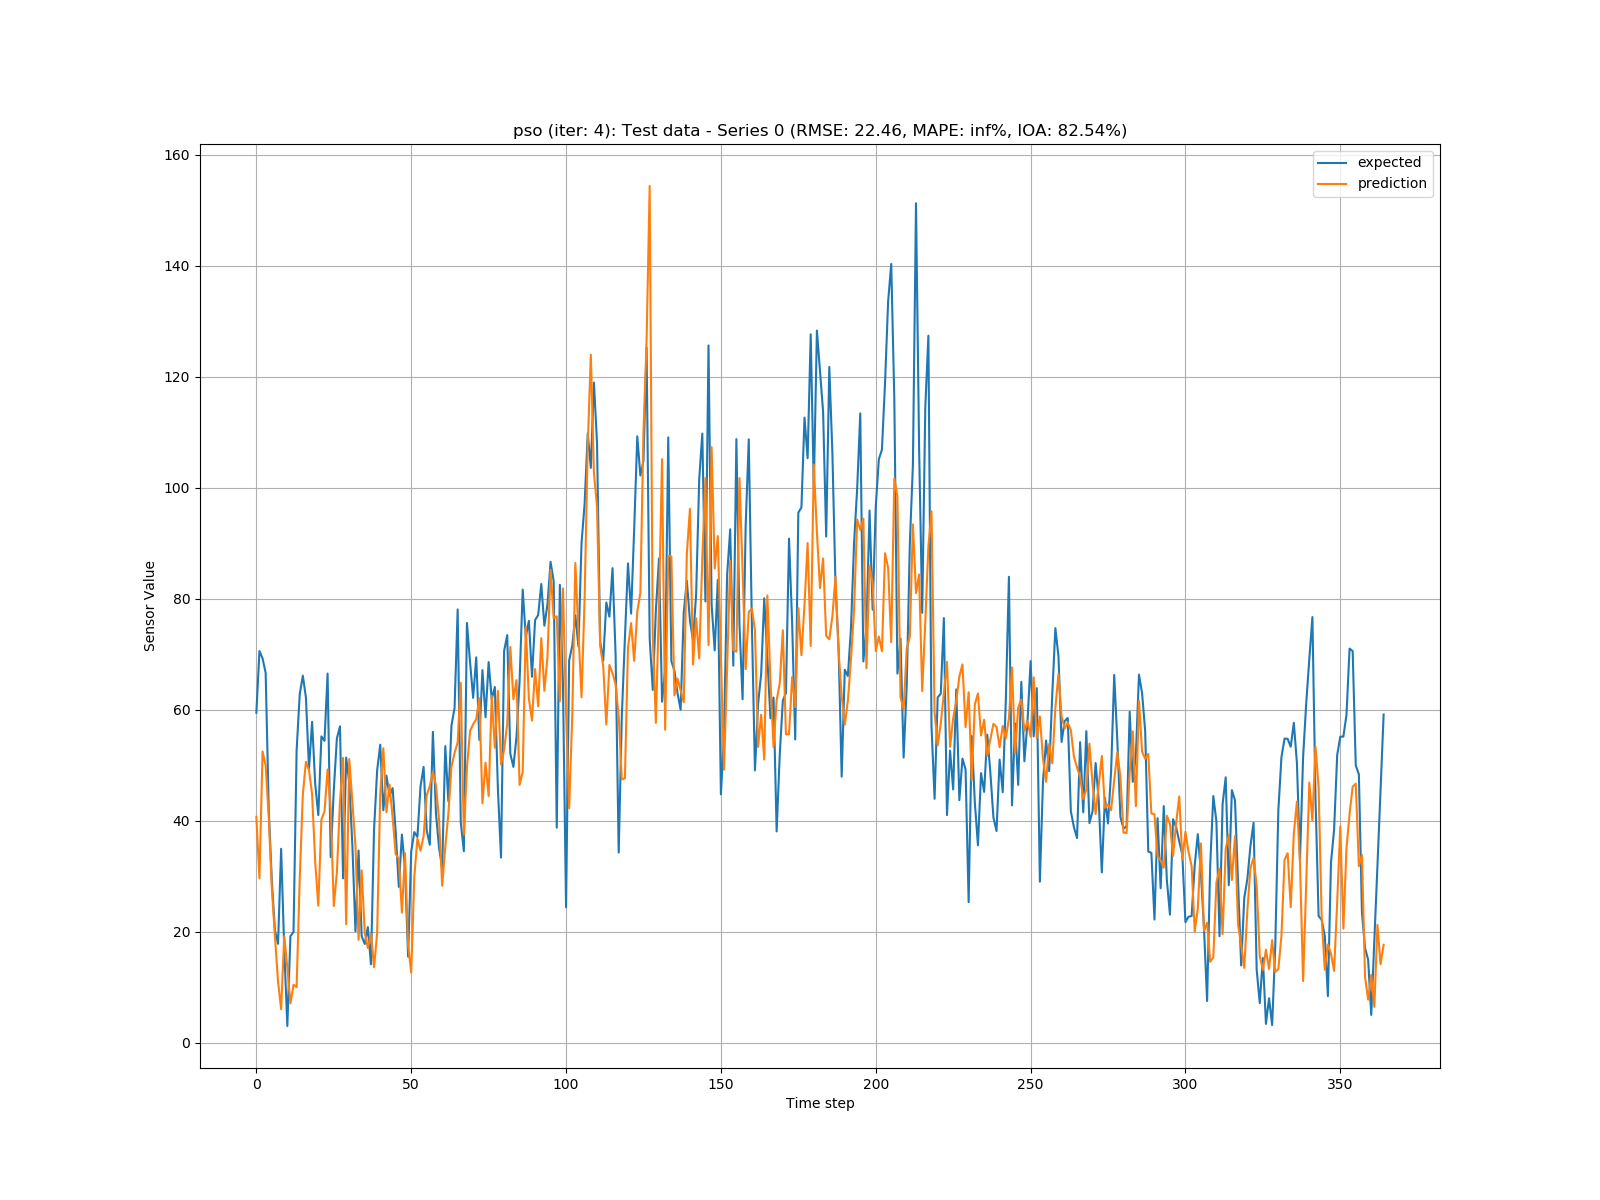 pso (iter: 4): Test data - Series 0 (RMSE: 22.46, MAPE: inf%, IOA: 82.54%)
expected
prediction
160
140
120
100
80
60
40
20
0
Sensor Value
0 50 100 150 200 250 300 350
Time step